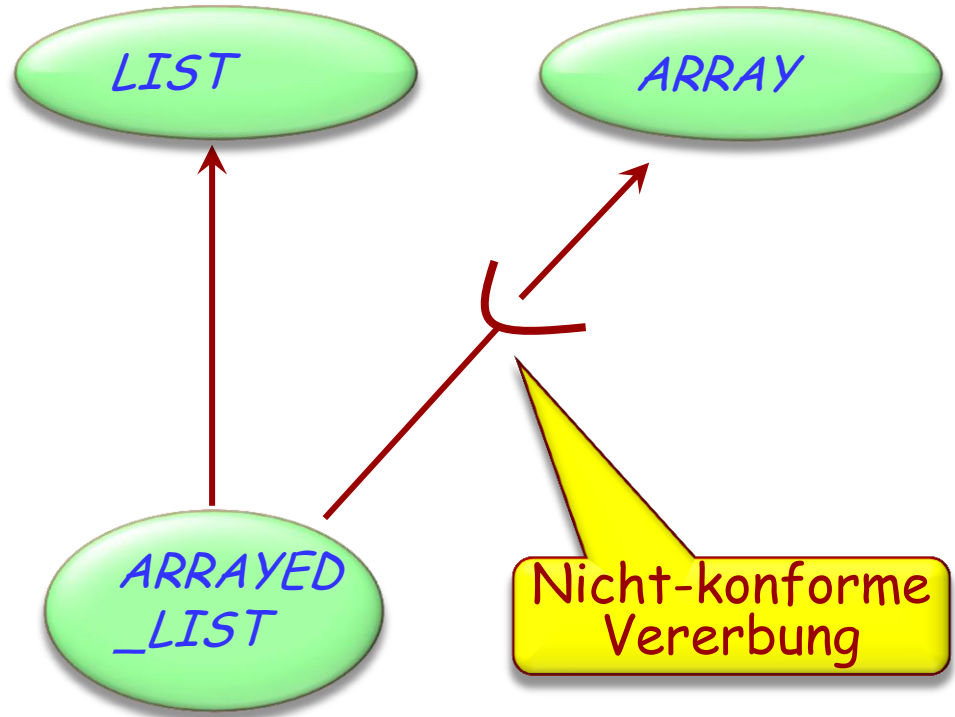 LIST
ARRAY
ARRAYED
_LIST
Nicht-konforme
Vererbung